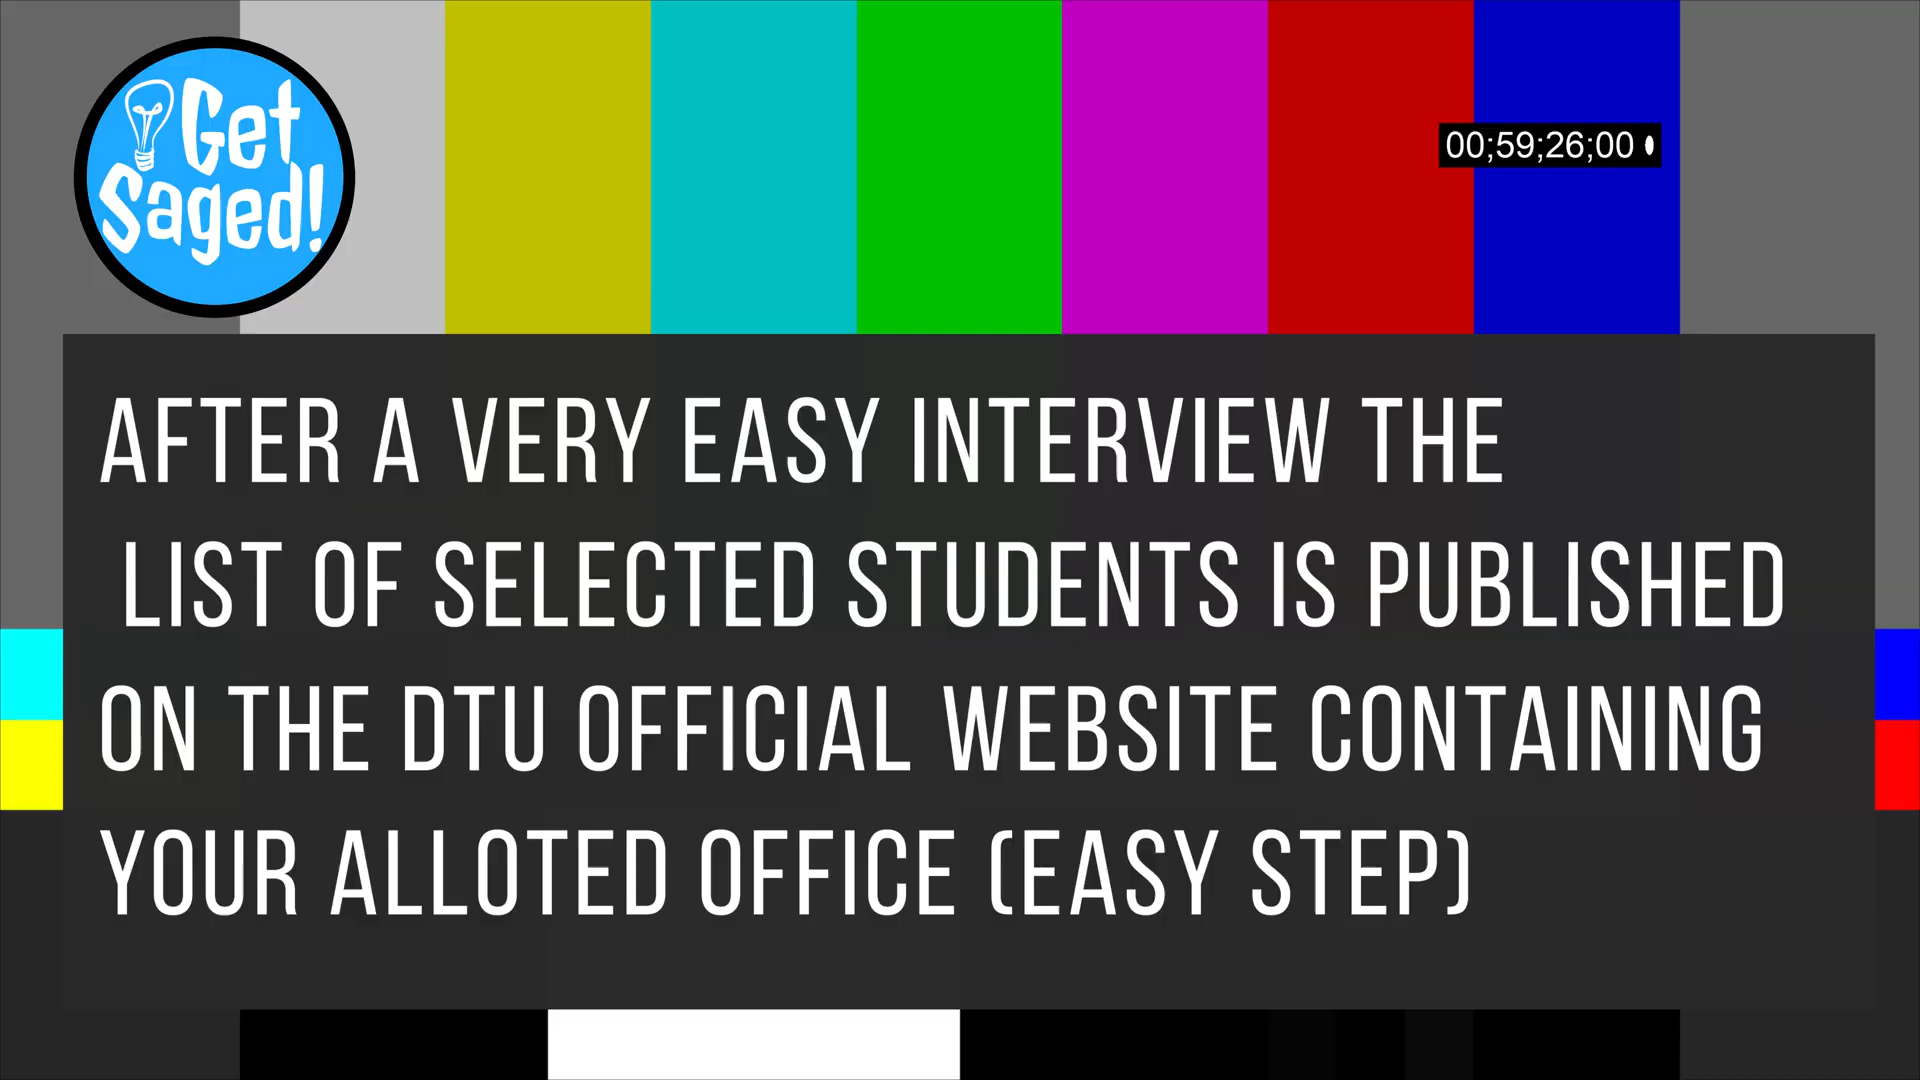 Get
Saged!
00;59;26;00
AFTER A VERY EASY INTERVIEW THE
LIST OF SELECTED STUDENTS IS PUBLISHED
ON THE DTU OFFICIAL WEBSITE CONTAINING
YOUR ALLOTED OFFICE (EASY STEP)